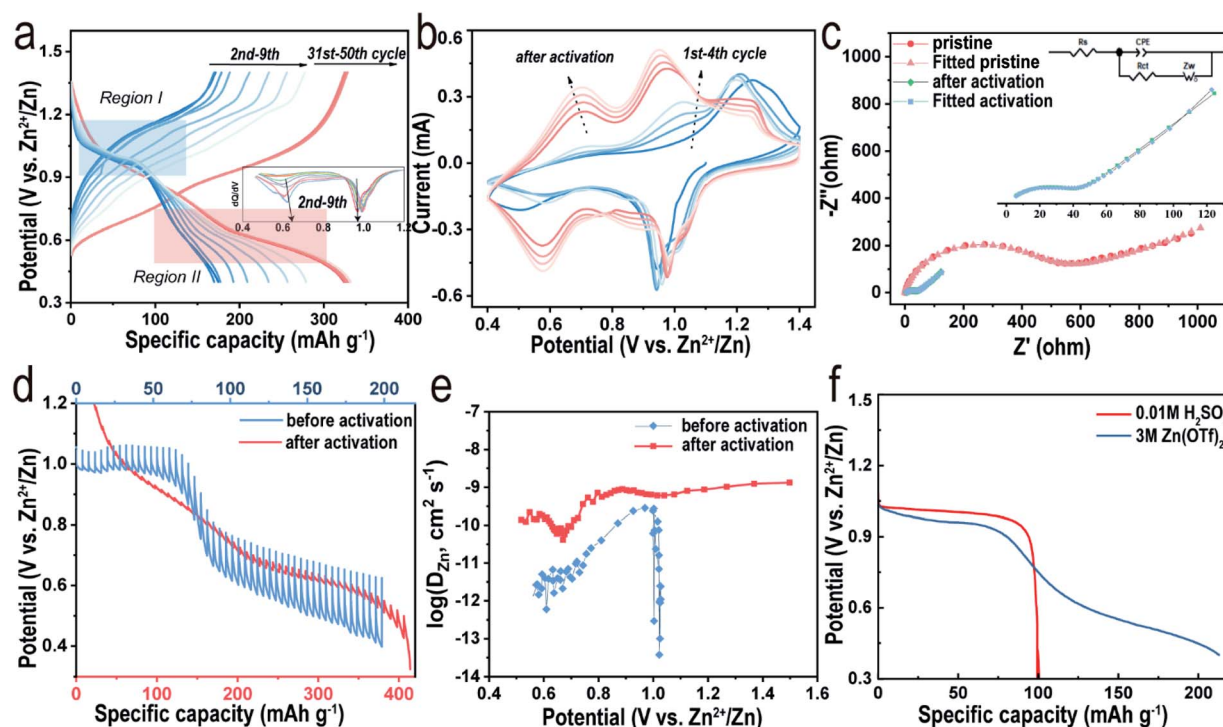 a
1.5
1.2
0.9
0.6
0.3
0
100
200
300
400
Potential (V vs. Zn²⁺/Zn)
Specific capacity (mAh g⁻¹)
2nd-9th
31st-50th cycle
Region I
Region II
dQ/dV
2nd-9th
0.4
0.6
0.8
1.0
1.2
b
0.6
0.3
0.0
-0.3
-0.6
0.4
0.6
0.8
1.0
1.2
1.4
Current (mA)
Potential (V vs. Zn²⁺/Zn)
after activation
1st-4th cycle
c
1000
800
600
400
200
0
0
200
400
600
800
1000
-Z''(ohm)
Z' (ohm)
pristine
Fitted pristine
after activation
Fitted activation
Rs
CPE
Rct
Zw
0
20
40
60
80
100
120
d
0
50
100
150
200
1.2
1.0
0.8
0.6
0.4
0
100
200
300
400
before activation
after activation
Potential (V vs. Zn²⁺/Zn)
Specific capacity (mAh g⁻¹)
e
-7
-8
-9
-10
-11
-12
-13
-14
0.4
0.6
0.8
1.0
1.2
1.4
1.6
before activation
after activation
log(D_Zn, cm² s⁻¹)
Potential (V vs. Zn²⁺/Zn)
f
1.5
1.2
0.9
0.6
0.3
0
50
100
150
200
0.01M H₂SO
3M Zn(OTf)₂
Potential (V vs. Zn²⁺/Zn)
Specific capacity (mAh g⁻¹)